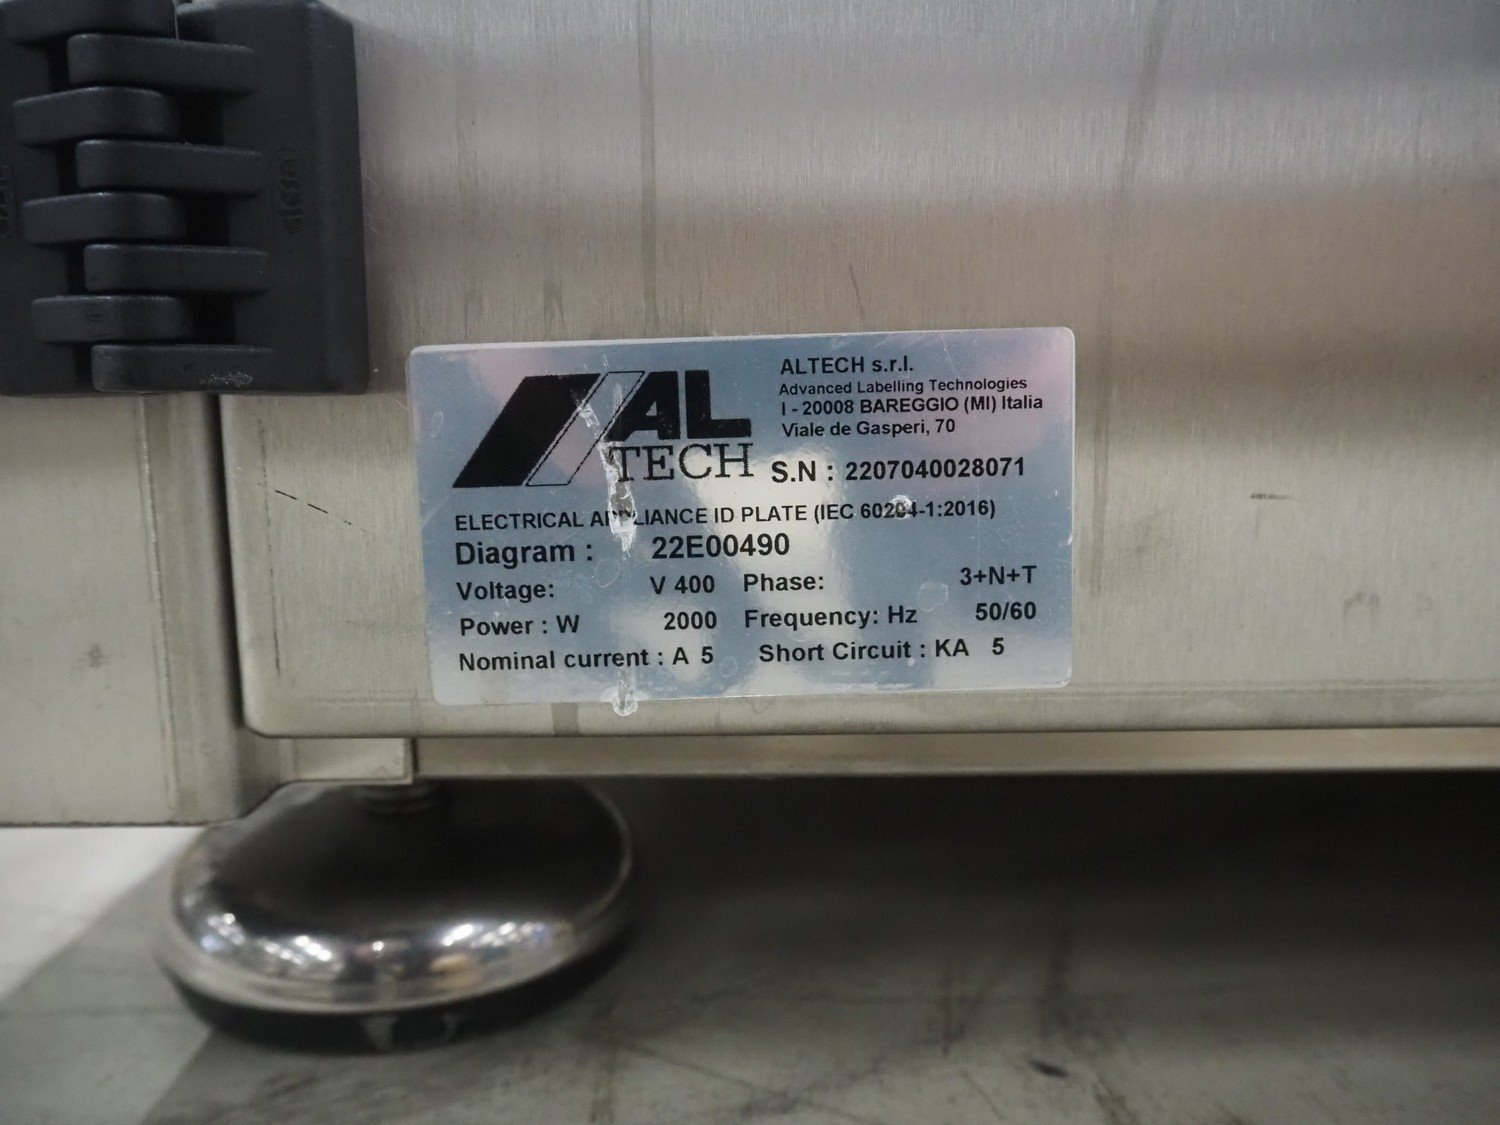 AL
TECH
ALTECH s.r.l.
Advanced Labelling Technologies
I - 20008 BAREGGIO (MI) Italia
Viale de Gasperi, 70
S.N : 2207040028071
ELECTRICAL APPLIANCE ID PLATE (IEC 60204-1:2016)
Diagram : 22E00490
Voltage: V 400 Phase: 3+N+T
Power : W 2000 Frequency: Hz 50/60
Nominal current : A 5 Short Circuit : KA 5